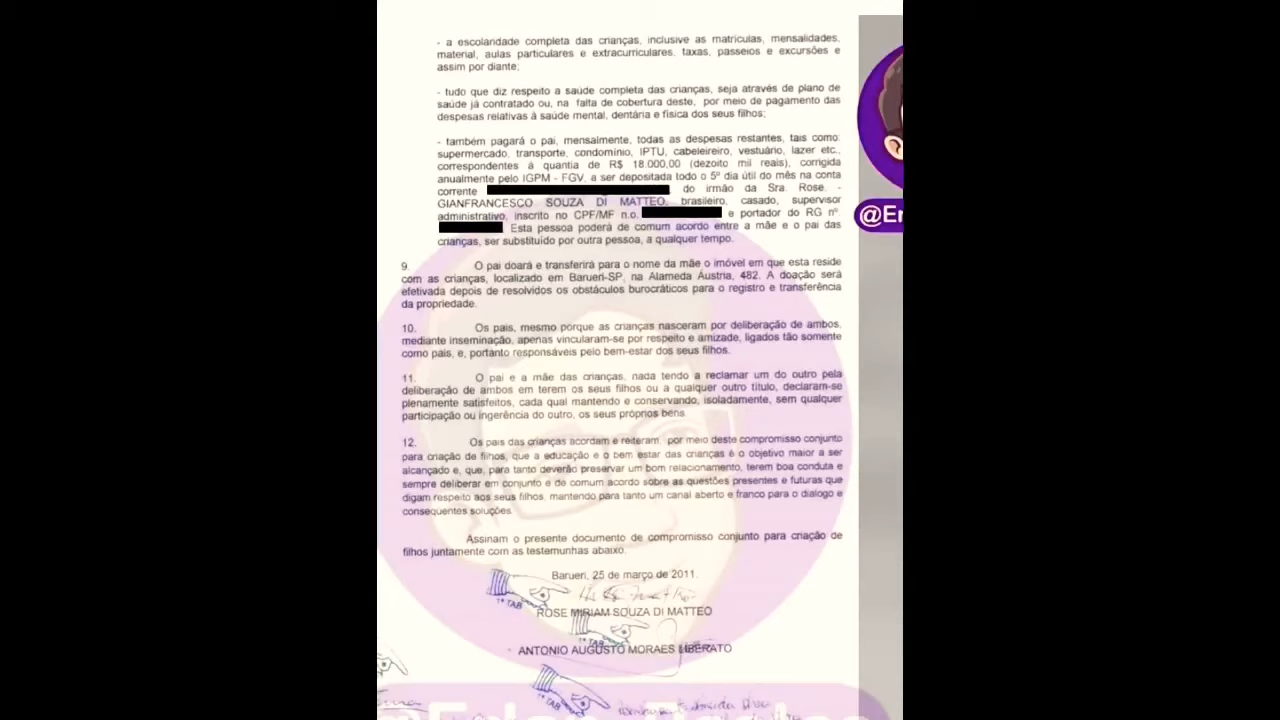 - a escolaridade completa das crianças, inclusive as matriculas, mensalidades,
material, aulas particulares e extracurriculares, taxas, passeios e excursões e
assim por diante;
- tudo que diz respeito a saúde completa das crianças, seja através de plano de
saúde já contratado ou, na falta de cobertura deste, por meio de pagamento das
despesas relativas à saúde mental, dentária e física dos seus filhos;
- também pagará o pai, mensalmente, todas as despesas restantes, tais como:
supermercado, transporte, condomínio, IPTU, cabeleireiro, vestuário, lazer etc.,
correspondentes á quantia de R$ 18.000,00 (dezoito mil reais), corrigida
anualmente pelo IGPM - FGV, a ser depositada todo o 5º dia útil do mês na conta
corrente do irmão da Sra. Rose. -
GIANFRANCESCO SOUZA DI MATTEO, brasileiro, casado, supervisor
administrativo, inscrito no CPF/MF n.o. e portador do RG nº.
Esta pessoa poderá de comum acordo entre a mãe e o pai das
crianças, ser substituído por outra pessoa, a qualquer tempo.
9. O pai doará e transferirá para o nome da mãe o imóvel em que esta reside
com as crianças, localizado em Barueri-SP, na Alameda Áustria, 482. A doação será
efetivada depois de resolvidos os obstáculos burocráticos para o registro e transferência
da propriedade.
10. Os pais, mesmo porque as crianças nasceram por deliberação de ambos,
mediante inseminação, apenas vincularam-se por respeito e amizade, ligados tão somente
como pais, e, portanto responsáveis pelo bem-estar dos seus filhos.
11. O pai e a mãe das crianças, nada tendo a reclamar um do outro pela
deliberação de ambos em terem os seus filhos ou a qualquer outro título, declaram-se
plenamente satisfeitos, cada qual mantendo e conservando, isoladamente, sem qualquer
participação ou ingerência do outro, os seus próprios bens.
12. Os pais das crianças acordam e reiteram, por meio deste compromisso conjunto
para criação de filhos, que a educação e o bem estar das crianças é o objetivo maior a ser
alcançado e, que, para tanto deverão preservar um bom relacionamento, terem boa conduta e
sempre deliberar em conjunto e de comum acordo sobre as questões presentes e futuras que
digam respeito aos seus filhos, mantendo para tanto um canal aberto e franco para o dialogo e
consequentes soluções.
Assinam o presente documento de compromisso conjunto para criação de
filhos juntamente com as testemunhas abaixo.
Barueri, 25 de março de 2011.
1º TAB
ROSE MIRIAM SOUZA DI MATTEO
1º TAB
ANTONIO AUGUSTO MORAES LIBERATO
1º TAB